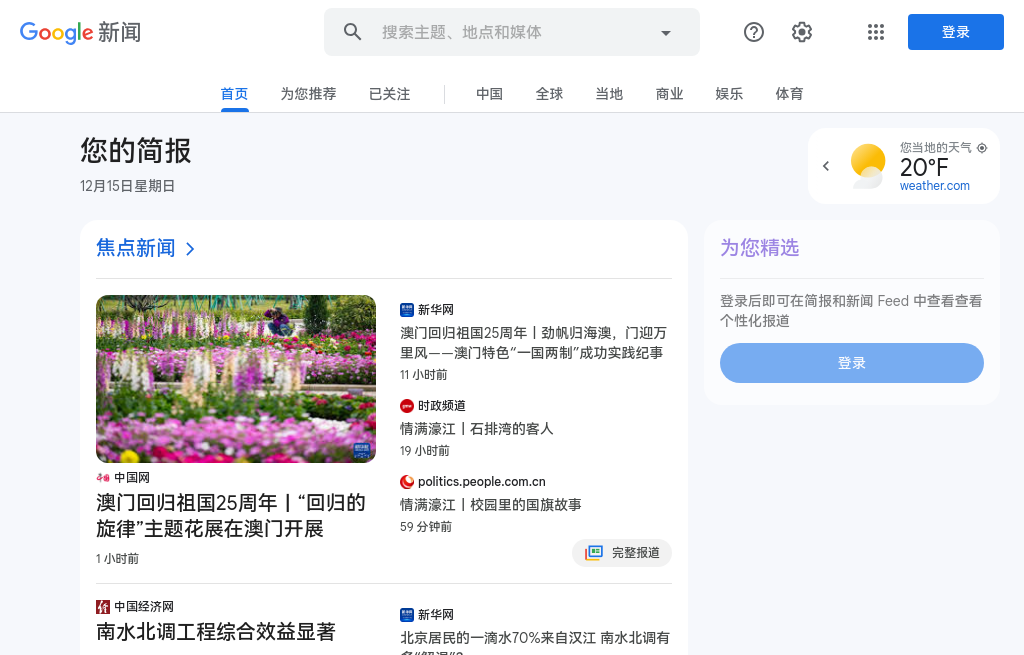 Google 新闻
搜索主题、地点和媒体
登录
首页
为您推荐
已关注
中国
全球
当地
商业
娱乐
体育
您的简报
12月15日星期日
您当地的天气
20°F
weather.com
焦点新闻
中国网
澳门回归祖国25周年丨“回归的
旋律”主题花展在澳门开展
1 小时前
新华网
澳门回归祖国25周年丨劲帆归海澳，门迎万
里风——澳门特色“一国两制”成功实践纪事
11 小时前
时政频道
情满濠江丨石排湾的客人
19 小时前
politics.people.com.cn
情满濠江丨校园里的国旗故事
59 分钟前
完整报道
中国经济网
南水北调工程综合效益显著
新华网
北京居民的一滴水70%来自汉江 南水北调有
为您精选
登录后即可在简报和新闻 Feed 中查看查看
个性化报道
登录